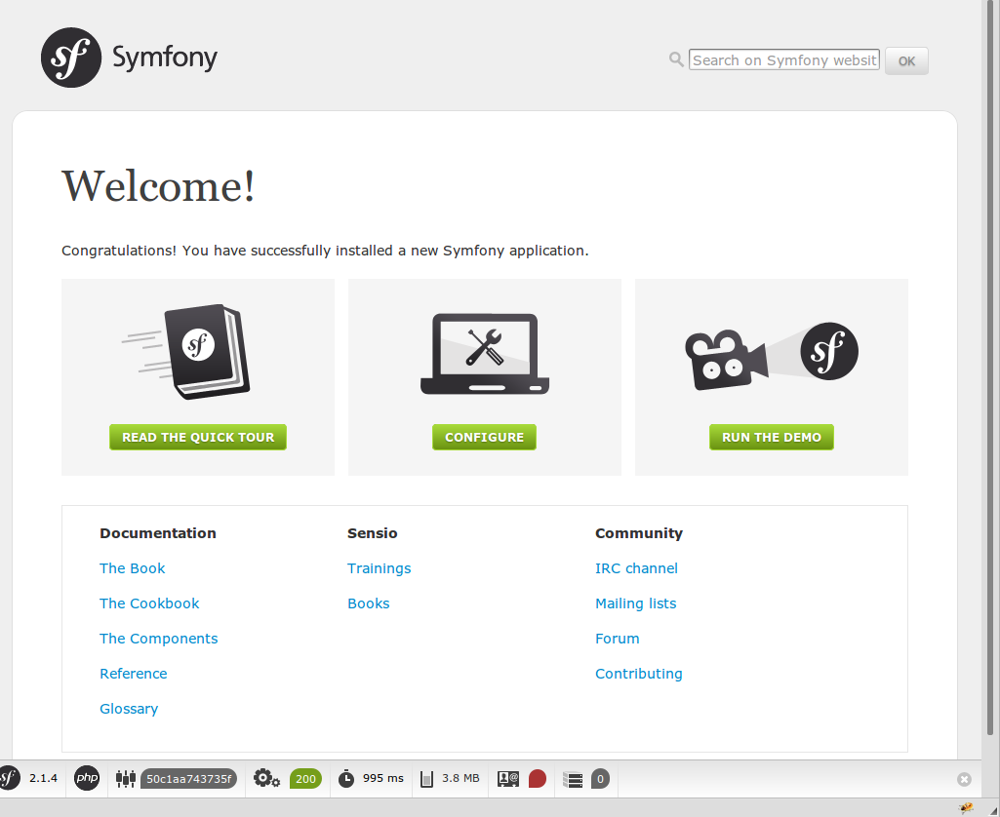 sf Symfony
Search on Symfony websit OK
Welcome!
Congratulations! You have successfully installed a new Symfony application.
READ THE QUICK TOUR CONFIGURE RUN THE DEMO
Documentation Sensio Community
The Book Trainings IRC channel
The Cookbook Books Mailing lists
The Components Forum
Reference Contributing
Glossary
sf 2.1.4 php 50c1aa743735f 200 995 ms 3.8 MB 0